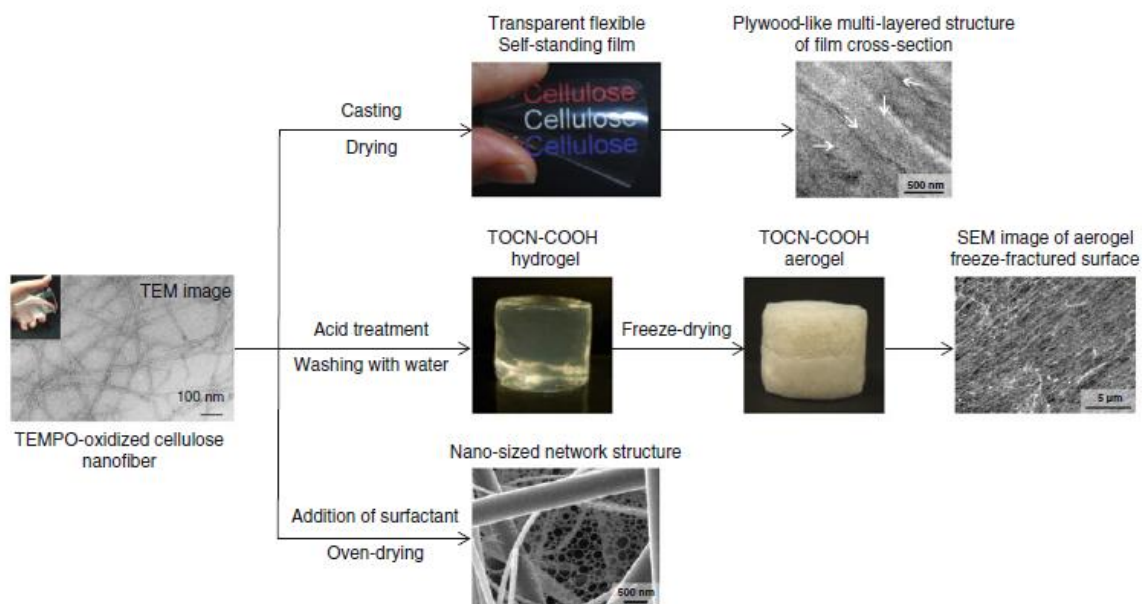 Transparent flexible
Self-standing film
Plywood-like multi-layered structure
of film cross-section
Casting
Drying
Cellulose
Cellulose
Cellulose
500 nm
TOCN-COOH
hydrogel
TOCN-COOH
aerogel
SEM image of aerogel
freeze-fractured surface
TEM image
Acid treatment
Washing with water
Freeze-drying
100 nm
5 μm
TEMPO-oxidized cellulose
nanofiber
Nano-sized network structure
Addition of surfactant
Oven-drying
500 nm